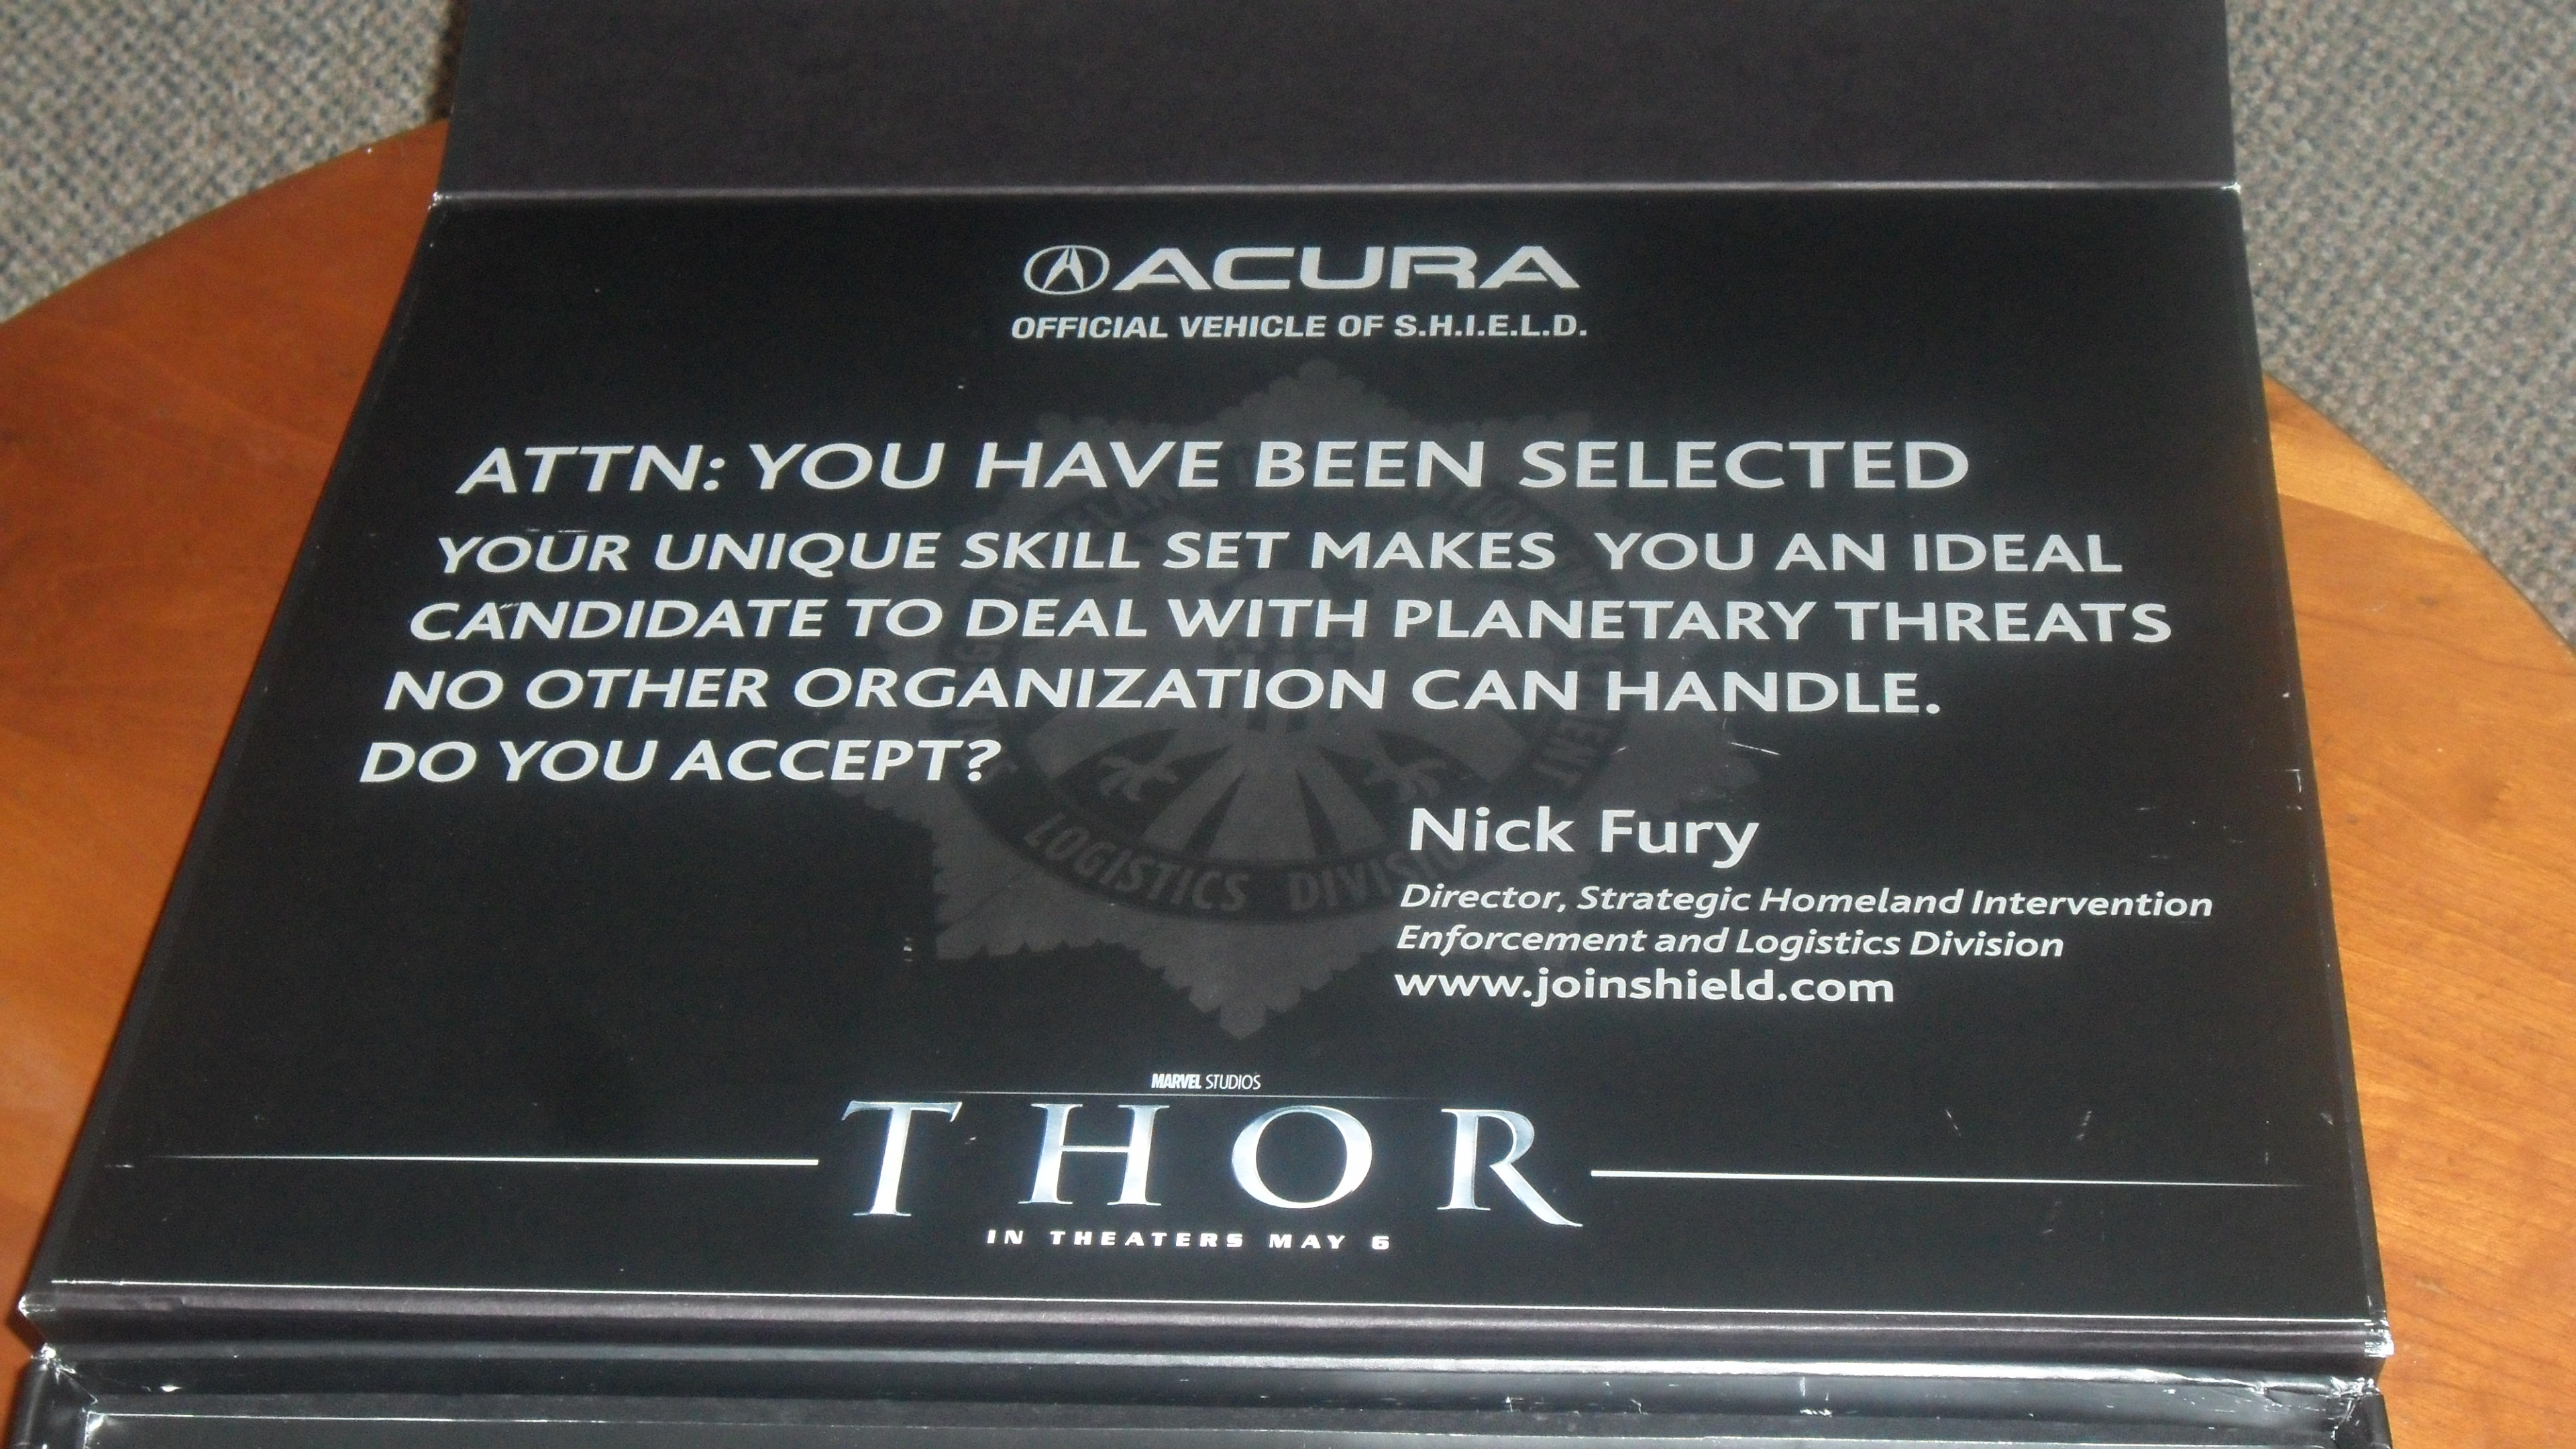 ACURA
OFFICIAL VEHICLE OF S.H.I.E.L.D.
ATTN: YOU HAVE BEEN SELECTED
YOUR UNIQUE SKILL SET MAKES YOU AN IDEAL
CANDIDATE TO DEAL WITH PLANETARY THREATS
NO OTHER ORGANIZATION CAN HANDLE.
DO YOU ACCEPT?
Nick Fury
Director, Strategic Homeland Intervention
Enforcement and Logistics Division
www.joinshield.com
LOGISTICS DIVISION
MARVEL STUDIOS
THOR
IN THEATERS MAY 6